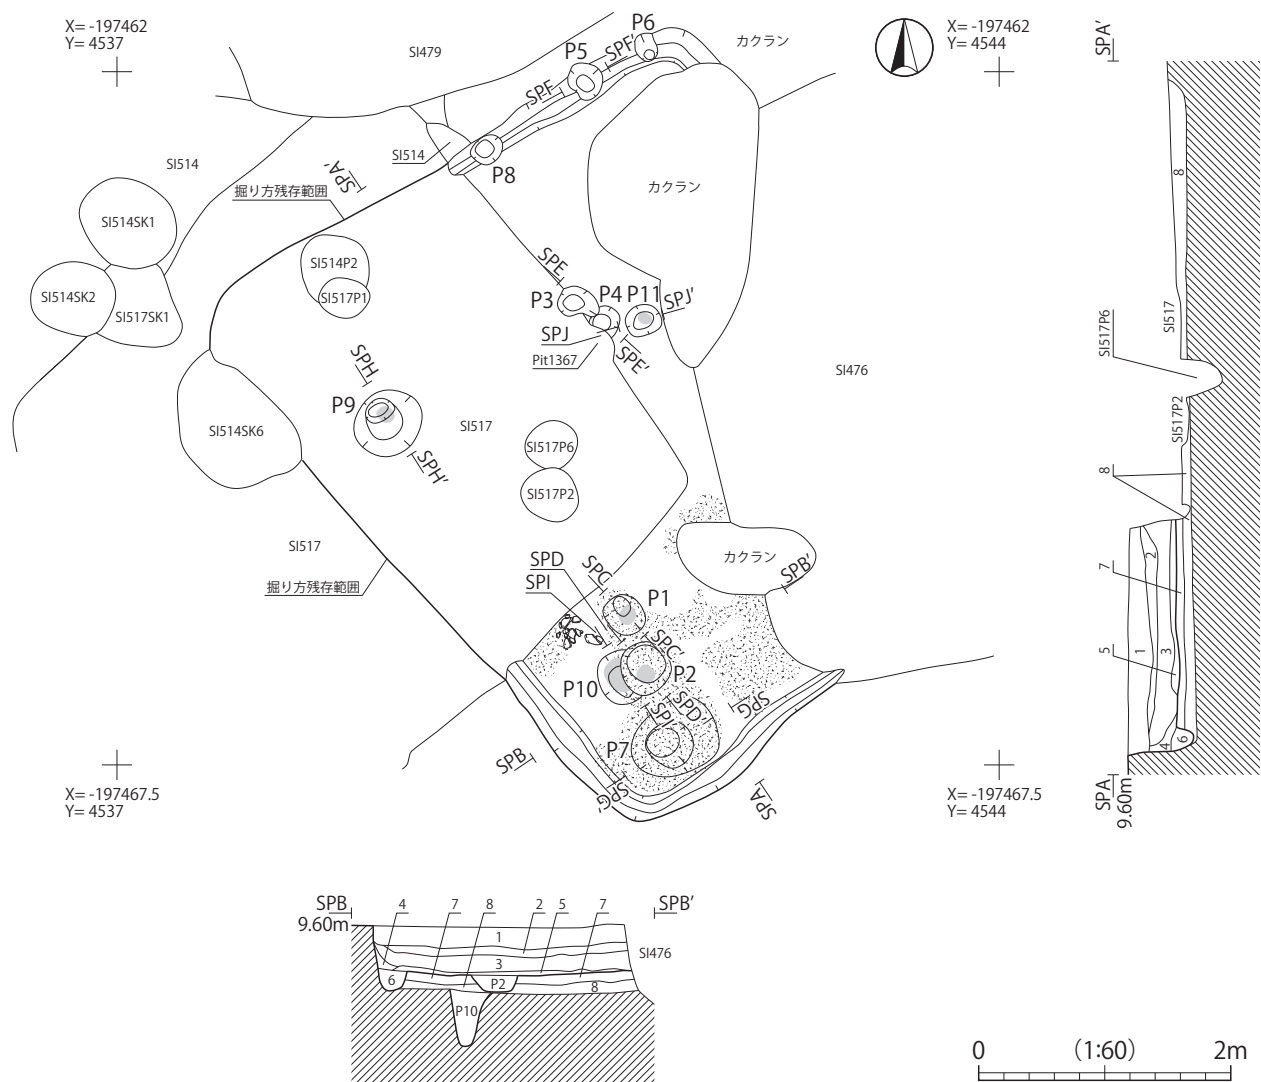 X= -197462
Y= 4537
SI479
P6
P5
SPF'
SPF
カクラン
X= -197462
Y= 4544
SPA'
SI514
SPA'
SI514
P8
掘り方残存範囲
カクラン
8
SI514SK1
SI514P2
SI514SK2
SI517P1
SI517SK1
SPE
P3
P4
P11
SPJ'
SPJ
Pit1367
SPE'
SI476
SI517
SI517P6
SPH
P9
SI514SK6
SI517
SI517P6
SPH'
SI517P2
SI517P2
8
SI517
掘り方残存範囲
SPD
SPI
SPC
P1
カクラン
SPB'
2
7
SPC'
P10
P2
1
3
5
SPI'
SPD'
SPG
P7
SPB
SPG'
SPA
4
6
X= -197467.5
Y= 4537
X= -197467.5
Y= 4544
SPA
9.60m
SPB
4
7
8
2
5
7
SPB'
9.60m
1
SI476
3
6
P2
8
P10
0
(1:60)
2m